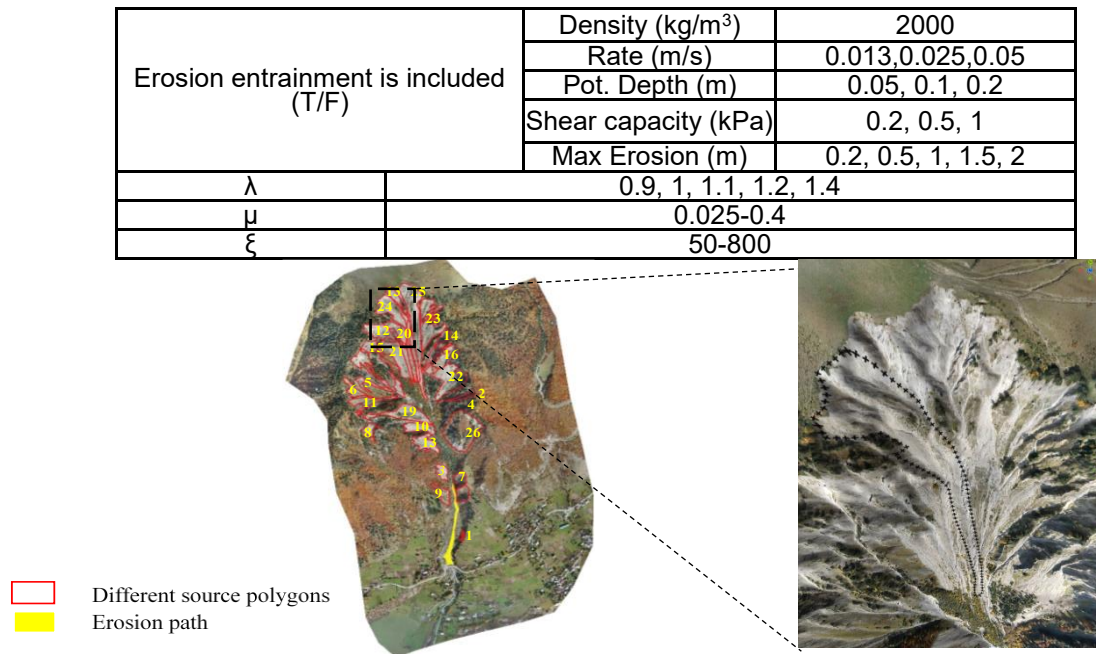 Erosion entrainment is included
(T/F)
Density (kg/m³) 2000
Rate (m/s) 0.013,0.025,0.05
Pot. Depth (m) 0.05, 0.1, 0.2
Shear capacity (kPa) 0.2, 0.5, 1
Max Erosion (m) 0.2, 0.5, 1, 1.5, 2
λ 0.9, 1, 1.1, 1.2, 1.4
μ 0.025-0.4
ξ 50-800
24
23
12 20 14
21 16
22
5
6 2
11 4
19
10
8 26
13
7
9
1
Different source polygons
Erosion path